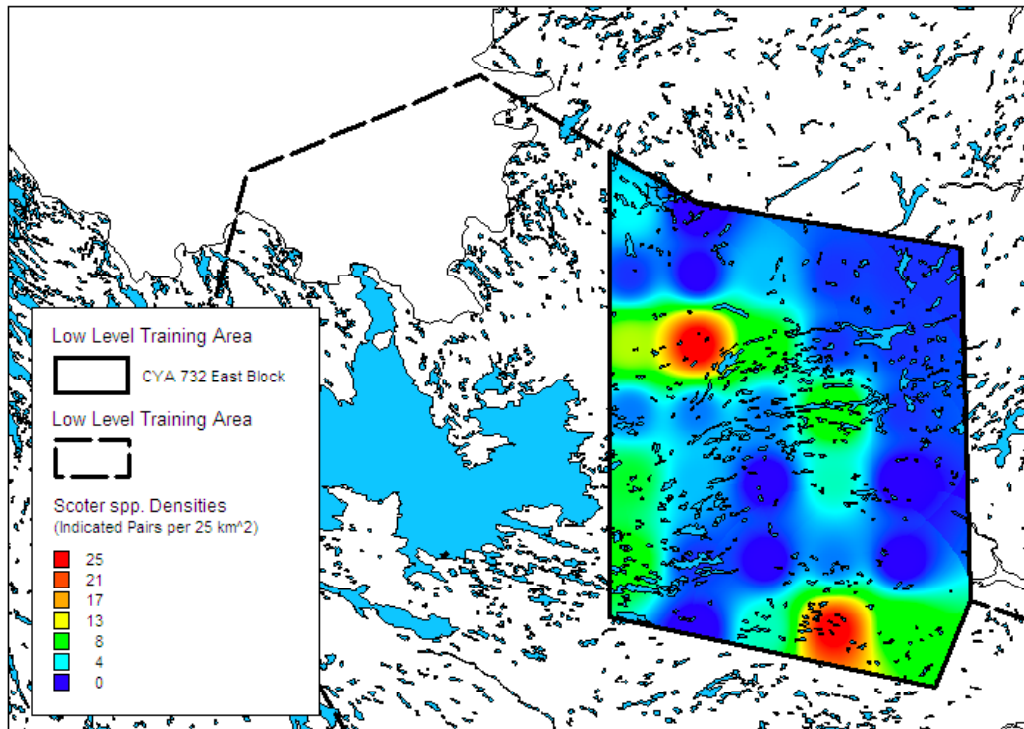 Low Level Training Area
CYA 732 East Block
Low Level Training Area
Scoter spp. Densities
(Indicated Pairs per 25 km^2)
25
21
17
13
8
4
0